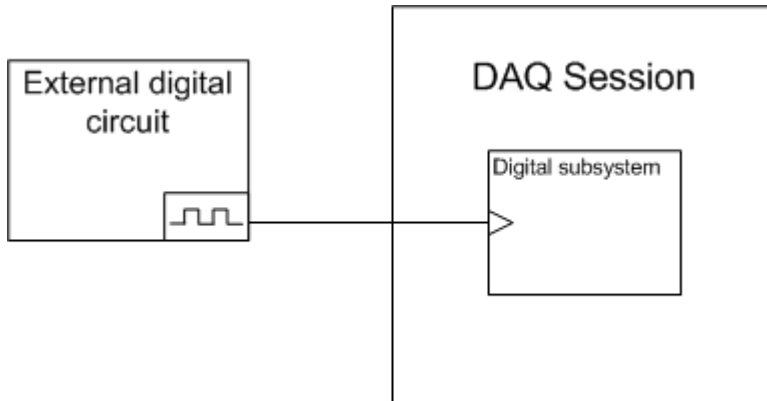 External digital
circuit
DAQ Session
Digital subsystem